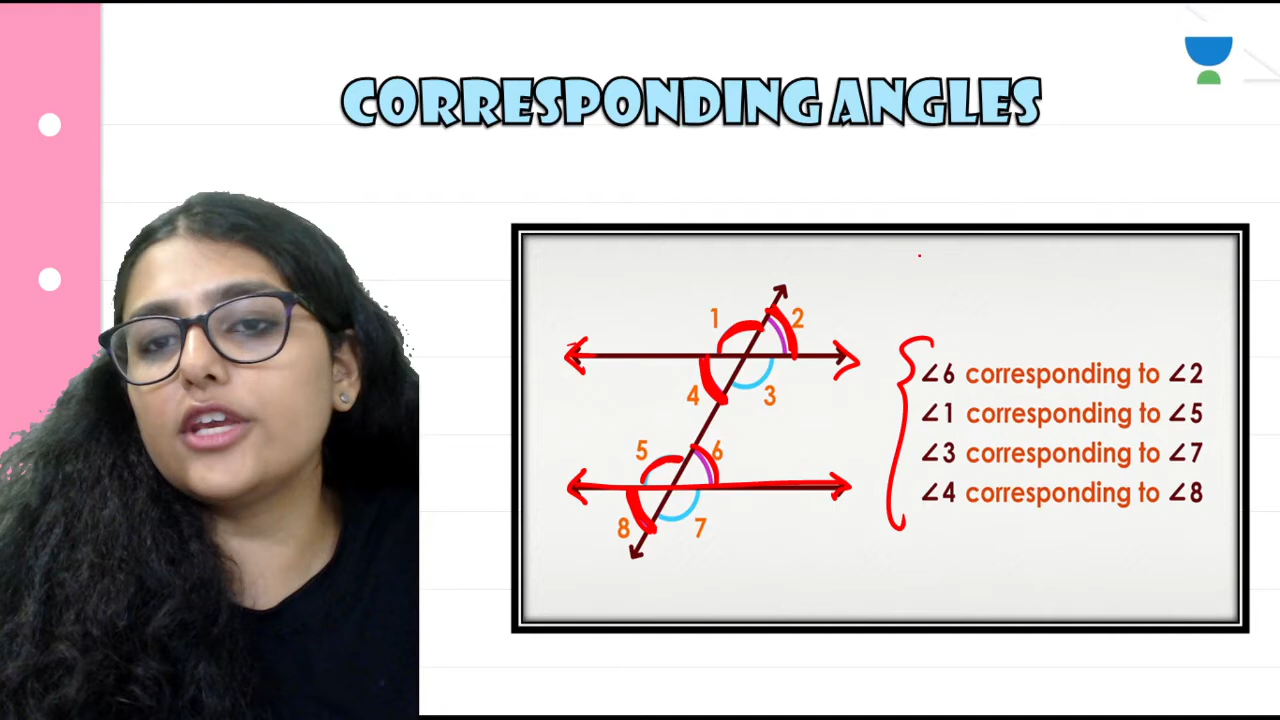 CORRESPONDING ANGLES
1
2
4
3
5
6
8
7
∠6 corresponding to ∠2
∠1 corresponding to ∠5
∠3 corresponding to ∠7
∠4 corresponding to ∠8